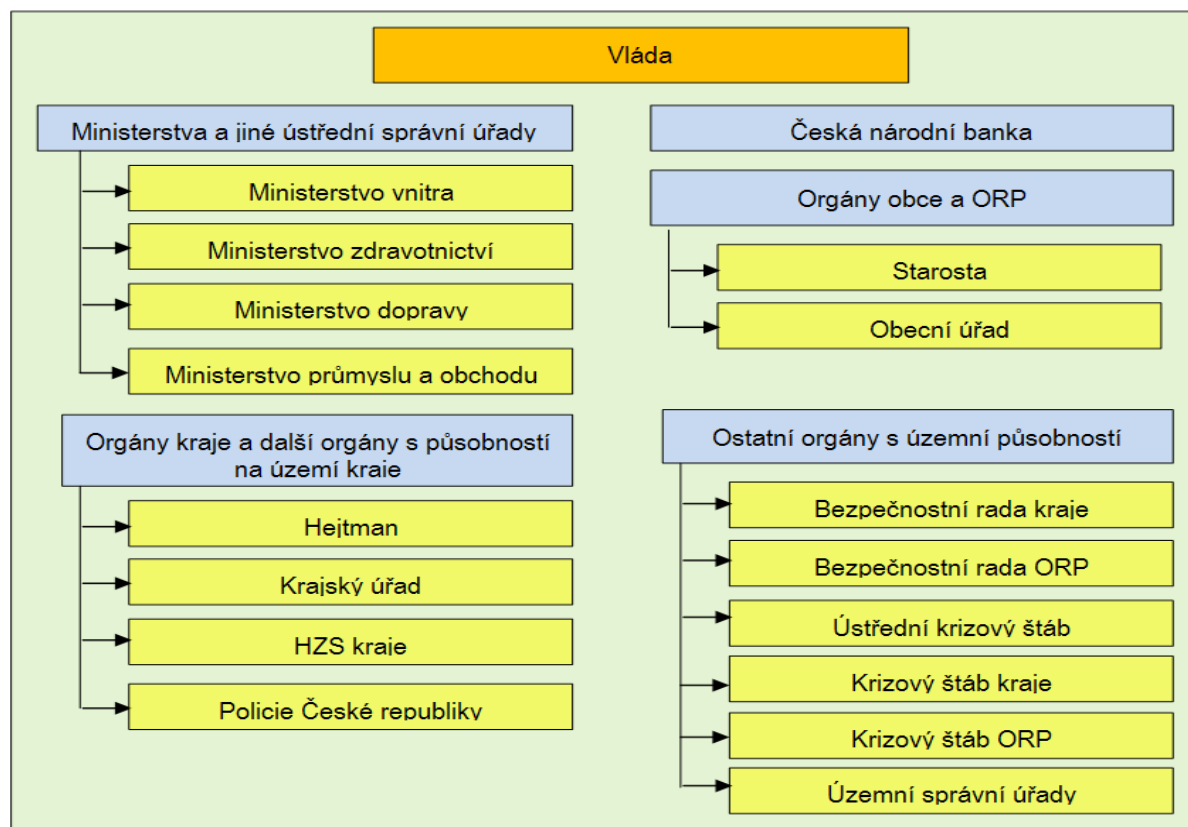 Vláda
Ministerstva a jiné ústřední správní úřady
Ministerstvo vnitra
Ministerstvo zdravotnictví
Ministerstvo dopravy
Ministerstvo průmyslu a obchodu
Orgány kraje a další orgány s působností
na území kraje
Hejtman
Krajský úřad
HZS kraje
Policie České republiky
Česká národní banka
Orgány obce a ORP
Starosta
Obecní úřad
Ostatní orgány s územní působností
Bezpečnostní rada kraje
Bezpečnostní rada ORP
Ústřední krizový štáb
Krizový štáb kraje
Krizový štáb ORP
Územní správní úřady